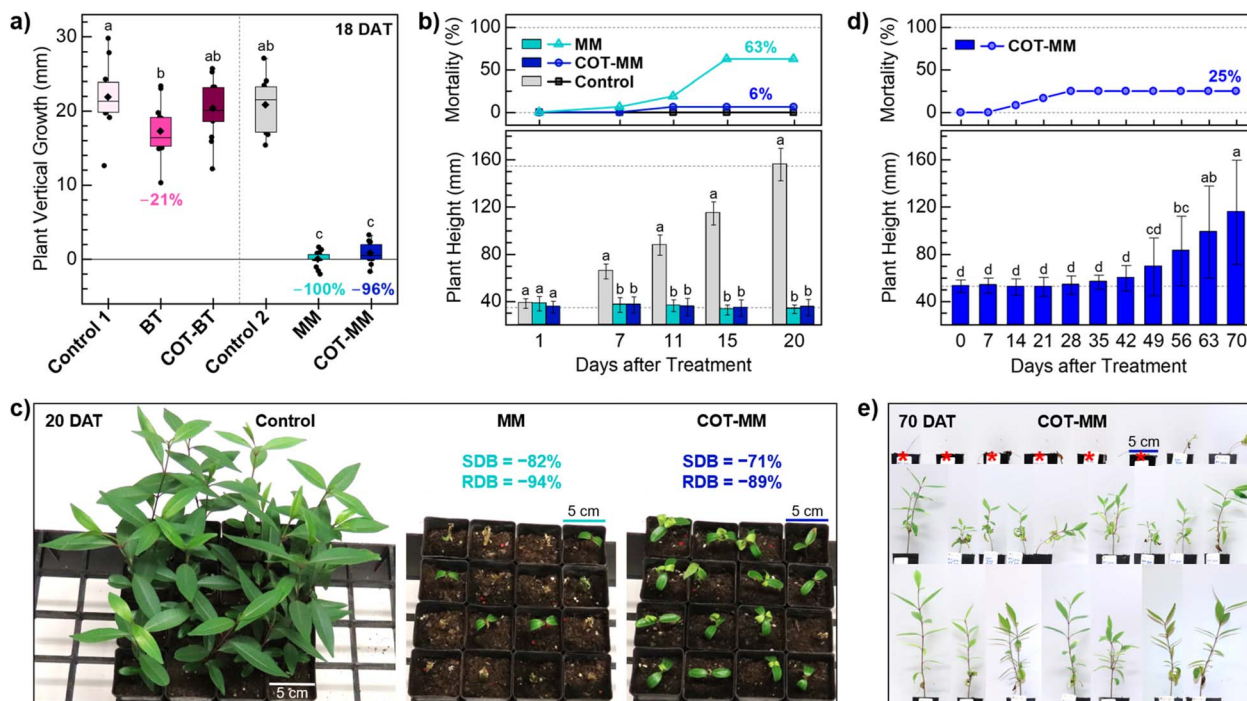 a)
18 DAT
Plant Vertical Growth (mm)
30
20
10
0
a
b
ab
ab
c
c
−21%
−100%
−96%
Control 1
BT
COT-BT
Control 2
MM
COT-MM
b)
Mortality (%)
100
50
0
MM
COT-MM
Control
63%
6%
Plant Height (mm)
160
120
80
40
a a a
a b b
a b b
a b b
a b b
1 7 11 15 20
Days after Treatment
d)
Mortality (%)
100
50
0
COT-MM
25%
Plant Height (mm)
160
120
80
40
d d d d d d d cd bc ab a
0 7 14 21 28 35 42 49 56 63 70
Days after Treatment
c)
20 DAT
Control
MM
COT-MM
SDB = −82%
RDB = −94%
SDB = −71%
RDB = −89%
5 cm
5 cm
5 cm
e)
70 DAT
COT-MM
5 cm
* * * * * *